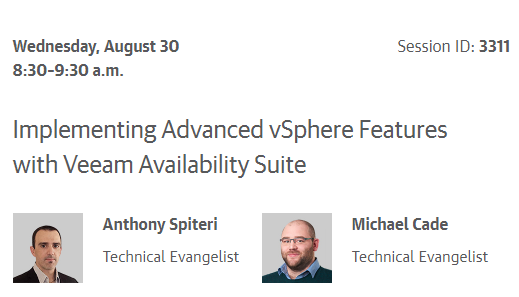 Wednesday, August 30
Session ID: 3311
8:30-9:30 a.m.
Implementing Advanced vSphere Features
with Veeam Availability Suite
Anthony Spiteri
Technical Evangelist
Michael Cade
Technical Evangelist